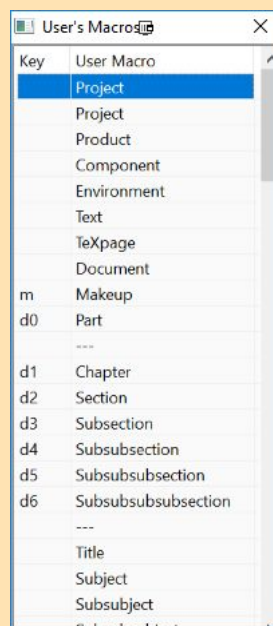 User's Macros
Key User Macro
Project
Project
Product
Component
Environment
Text
TeXpage
Document
m Makeup
d0 Part
---
d1 Chapter
d2 Section
d3 Subsection
d4 Subsubsection
d5 Subsubsubsection
d6 Subsubsubsubsection
---
Title
Subject
Subsubject